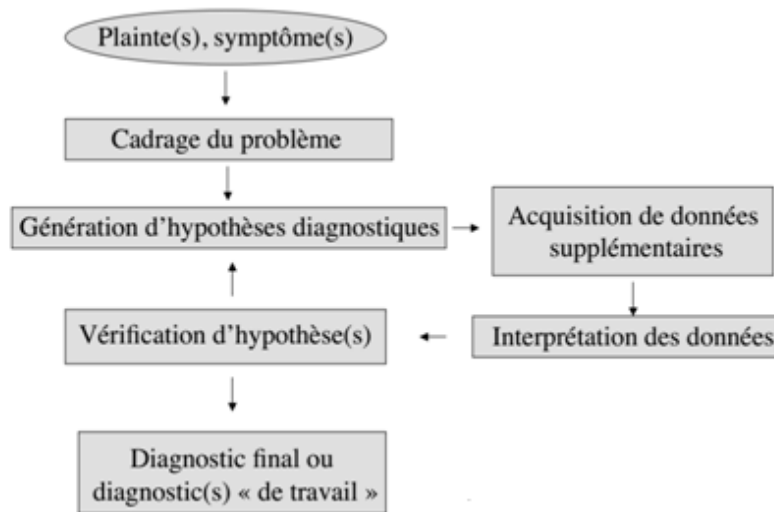 Plainte(s), symptôme(s)
Cadrage du problème
Génération d'hypothèses diagnostiques
Acquisition de données
supplémentaires
Vérification d'hypothèse(s)
Interprétation des données
Diagnostic final ou
diagnostic(s) « de travail »